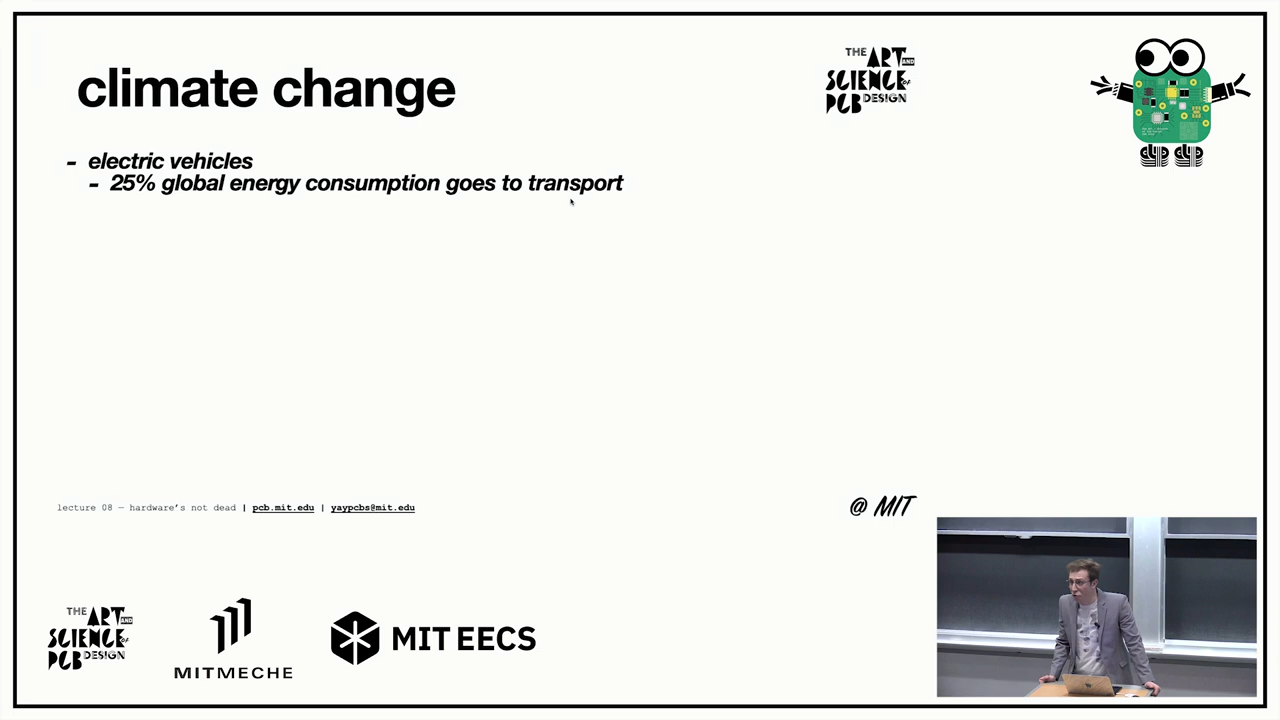 climate change
THE ART AND
SCIENCE of
PCB DESIGN
- electric vehicles
- 25% global energy consumption goes to transport
lecture 08 — hardware's not dead | pcb.mit.edu | yaypcbs@mit.edu
@ MIT
THE ART AND
SCIENCE of
PCB DESIGN
MITMECHE
MIT EECS